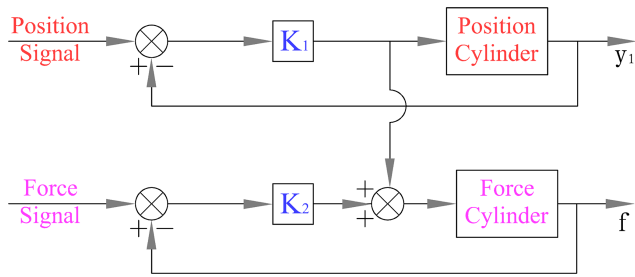 Position
Signal
+ −
K1
Position
Cylinder
y1
Force
Signal
+ −
K2
+
+
Force
Cylinder
f